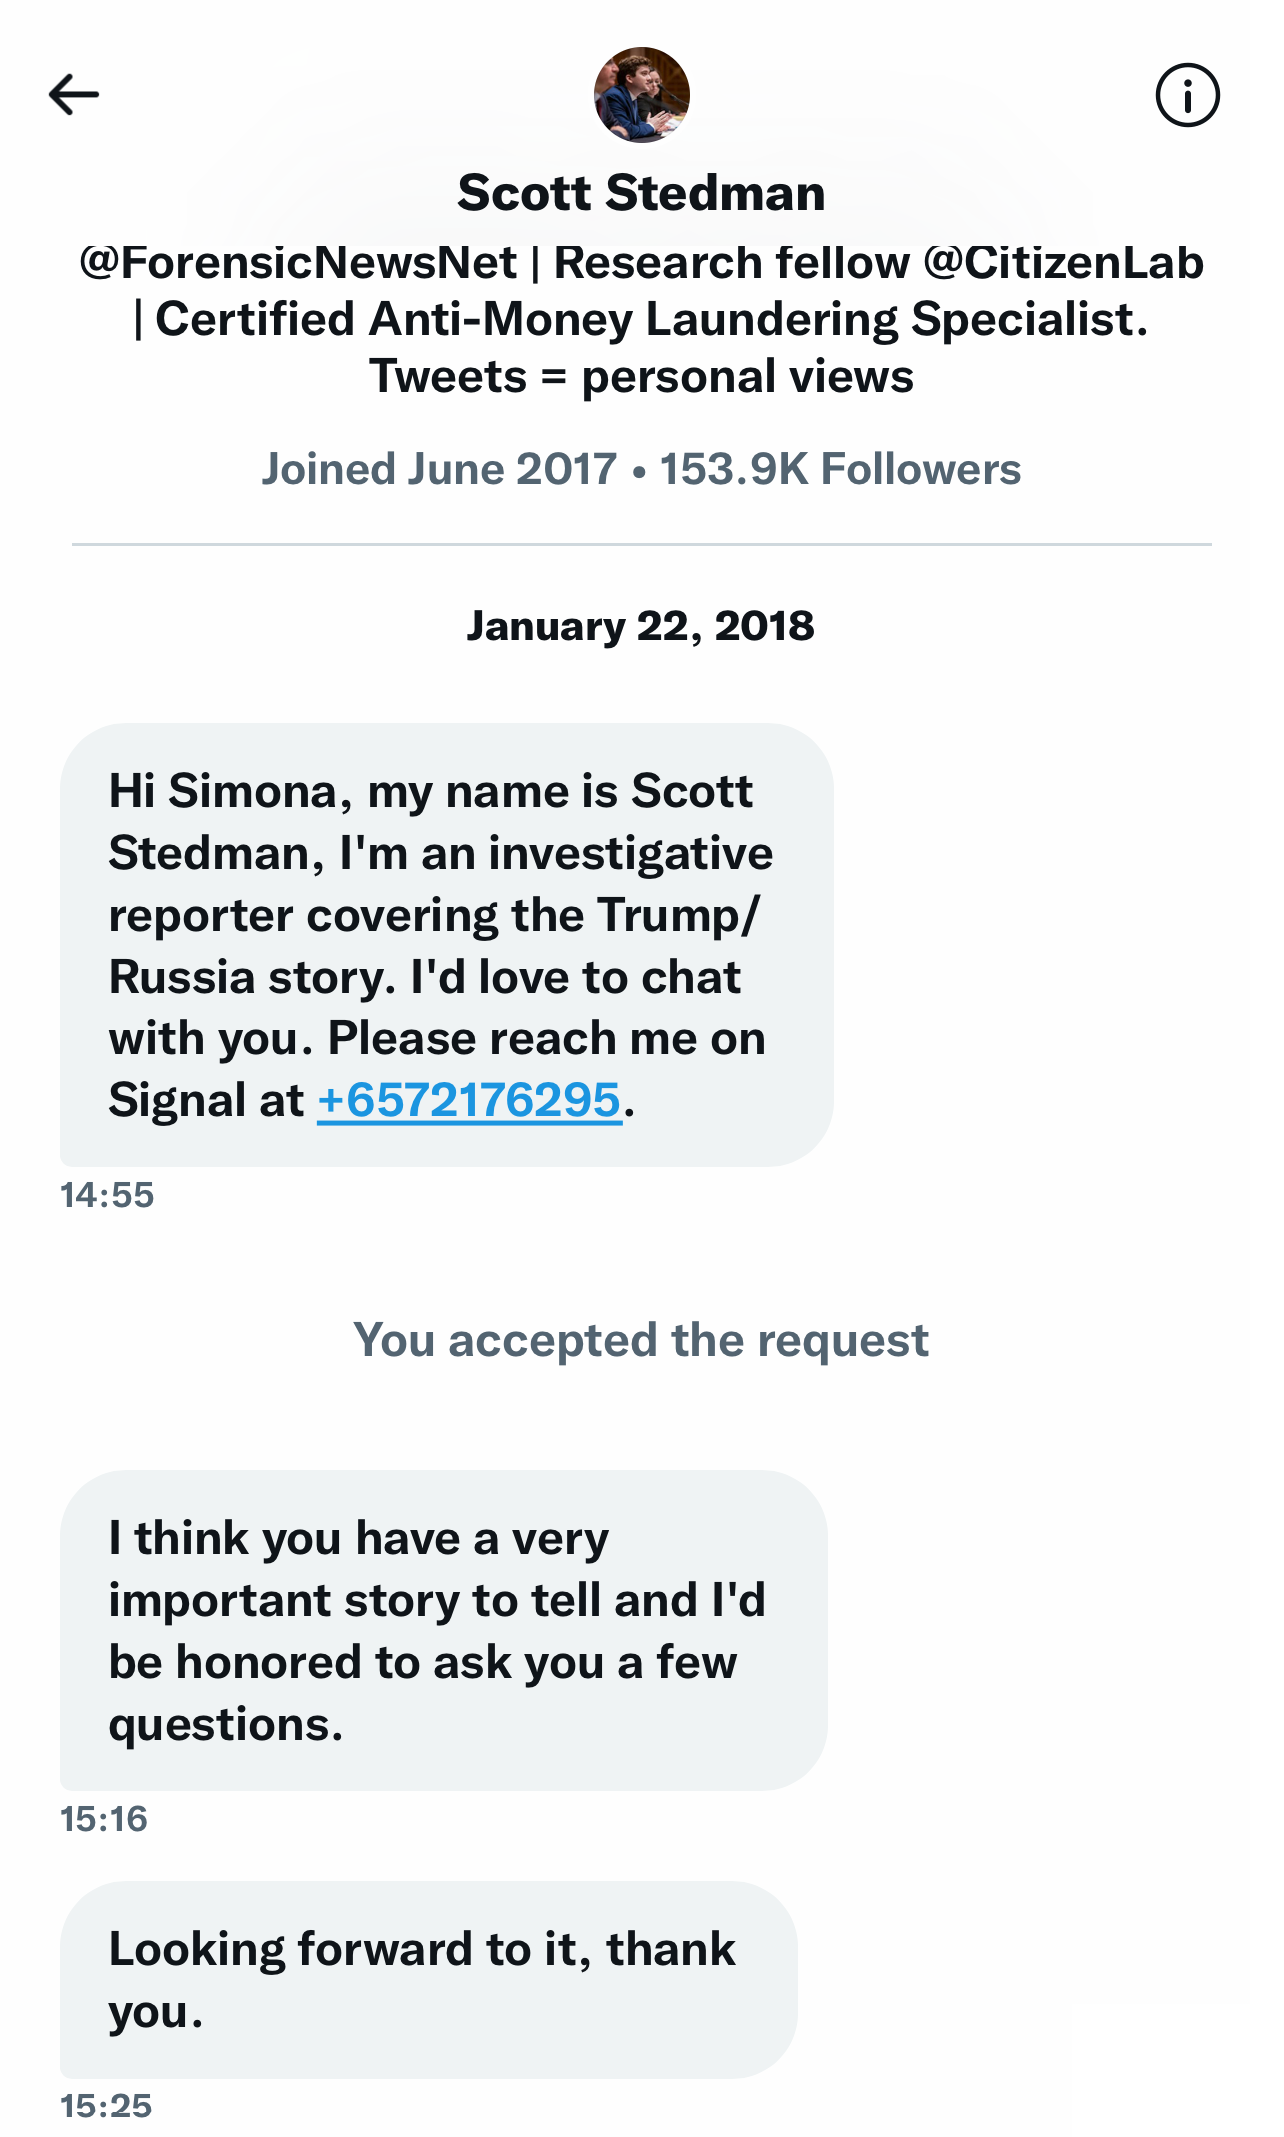 Scott Stedman
@ForensicNewsNet | Research fellow @CitizenLab
| Certified Anti-Money Laundering Specialist.
Tweets = personal views
Joined June 2017 • 153.9K Followers
January 22, 2018
Hi Simona, my name is Scott
Stedman, I'm an investigative
reporter covering the Trump/
Russia story. I'd love to chat
with you. Please reach me on
Signal at +6572176295.
14:55
You accepted the request
I think you have a very
important story to tell and I'd
be honored to ask you a few
questions.
15:16
Looking forward to it, thank
you.
15:25